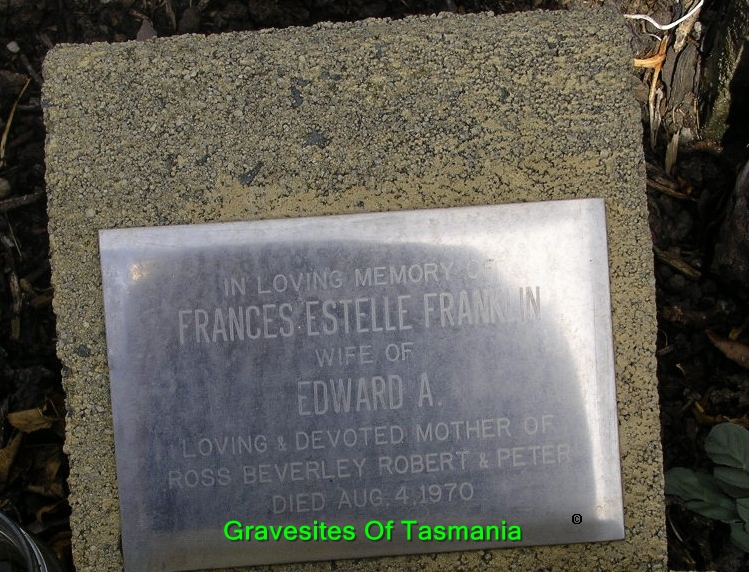 IN LOVING MEMORY OF
FRANCES ESTELLE FRANKLIN
WIFE OF
EDWARD A.
LOVING & DEVOTED MOTHER OF
ROSS BEVERLEY ROBERT & PETER
DIED AUG. 4, 1970
Gravesites Of Tasmania ©